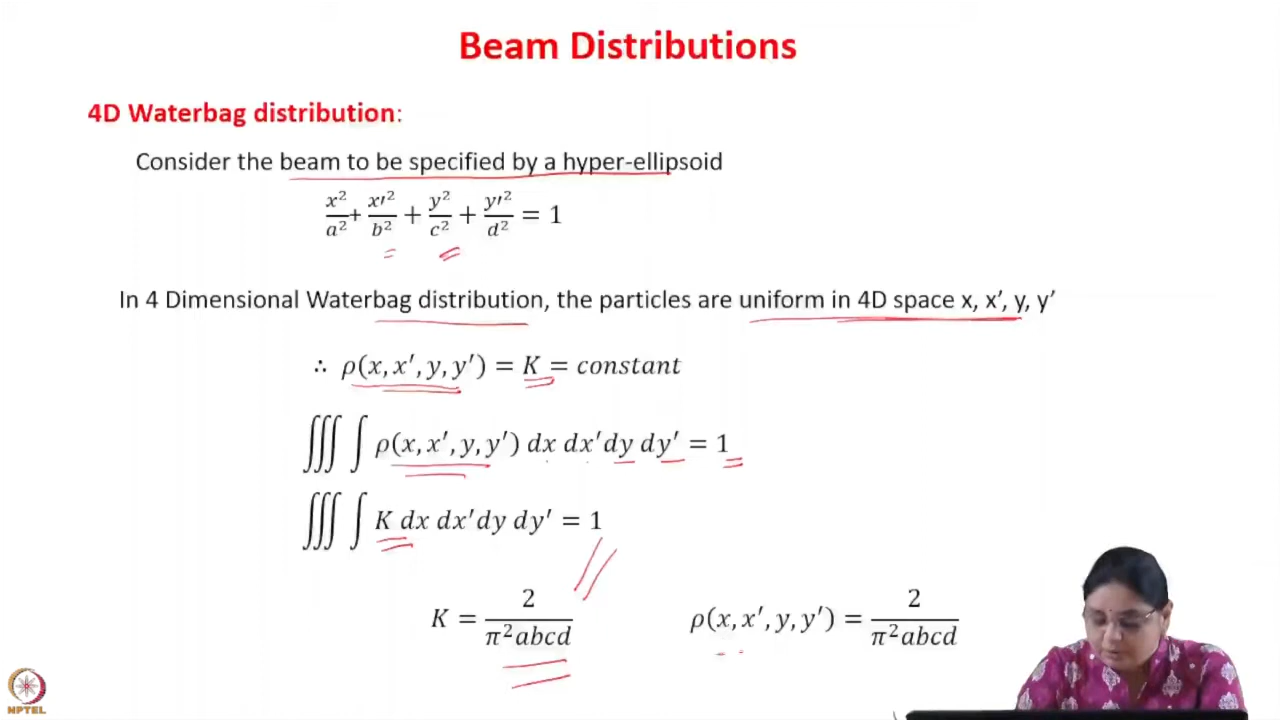 Beam Distributions
4D Waterbag distribution:
Consider the beam to be specified by a hyper-ellipsoid
x²/a² + x′²/b² + y²/c² + y′²/d² = 1
In 4 Dimensional Waterbag distribution, the particles are uniform in 4D space x, x’, y, y’
∴ ρ(x, x′, y, y′) = K = constant
∭∫ ρ(x, x′, y, y′) dx dx′dy dy′ = 1
∭∫ K dx dx′dy dy′ = 1
K = 2/π²abcd ρ(x, x′, y, y′) = 2/π²abcd
NPTEL